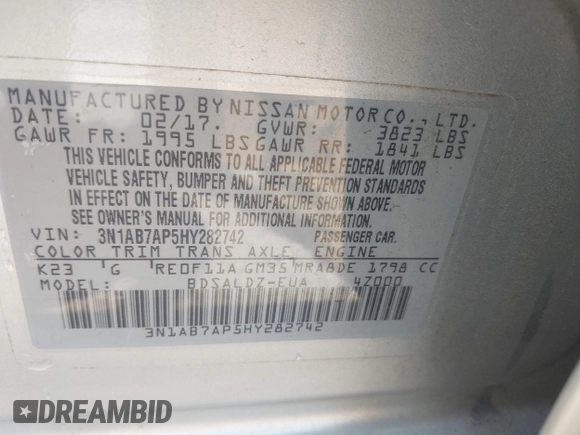 MANUFACTURED BY NISSAN MOTOR CO., LTD.
DATE: 02/17. GVWR: 3823 LBS
GAWR FR: 1995 LBS GAWR RR: 1841 LBS
THIS VEHICLE CONFORMS TO ALL APPLICABLE FEDERAL MOTOR
VEHICLE SAFETY, BUMPER AND THEFT PREVENTION STANDARDS
IN EFFECT ON THE DATE OF MANUFACTURE SHOWN ABOVE.
SEE OWNER'S MANUAL FOR ADDITIONAL INFORMATION.
VIN: 3N1AB7AP5HY282742 PASSENGER CAR.
COLOR TRIM TRANS AXLE ENGINE
K23 G RE0F11A GM35 MRA8DE 1798 CC
MODEL BDSALDZ-EUA 4Z000
3N1AB7AP5HY282742
DREAMBID